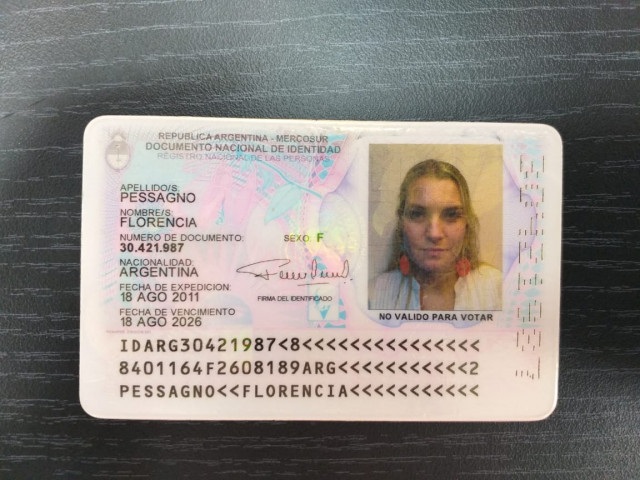 REPUBLICA ARGENTINA - MERCOSUR
DOCUMENTO NACIONAL DE IDENTIDAD
REGISTRO NACIONAL DE LAS PERSONAS
APELLIDO/S
PESSAGNO
NOMBRE/S
FLORENCIA
NUMERO DE DOCUMENTO: SEXO: F
30.421.987
NACIONALIDAD:
ARGENTINA
FECHA DE EXPEDICION:
18 AGO 2011
FIRMA DEL IDENTIFICADO
FECHA DE VENCIMIENTO
18 AGO 2026
NO VALIDO PARA VOTAR
IDARG30421987<8<<<<<<<<<<<<<<<
8401164F2608189ARG<<<<<<<<<<<2
PESSAGNO<<FLORENCIA<<<<<<<<<<<